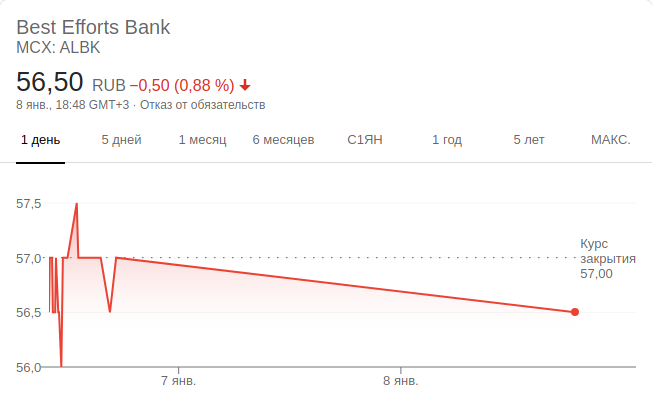 Best Efforts Bank
MCX: ALBK
56,50 RUB −0,50 (0,88 %)
8 янв., 18:48 GMT+3 · Отказ от обязательств
1 день 5 дней 1 месяц 6 месяцев С1ЯН 1 год 5 лет МАКС.
57,5
57,0
56,5
56,0
Курс
закрытия
57,00
7 янв. 8 янв.